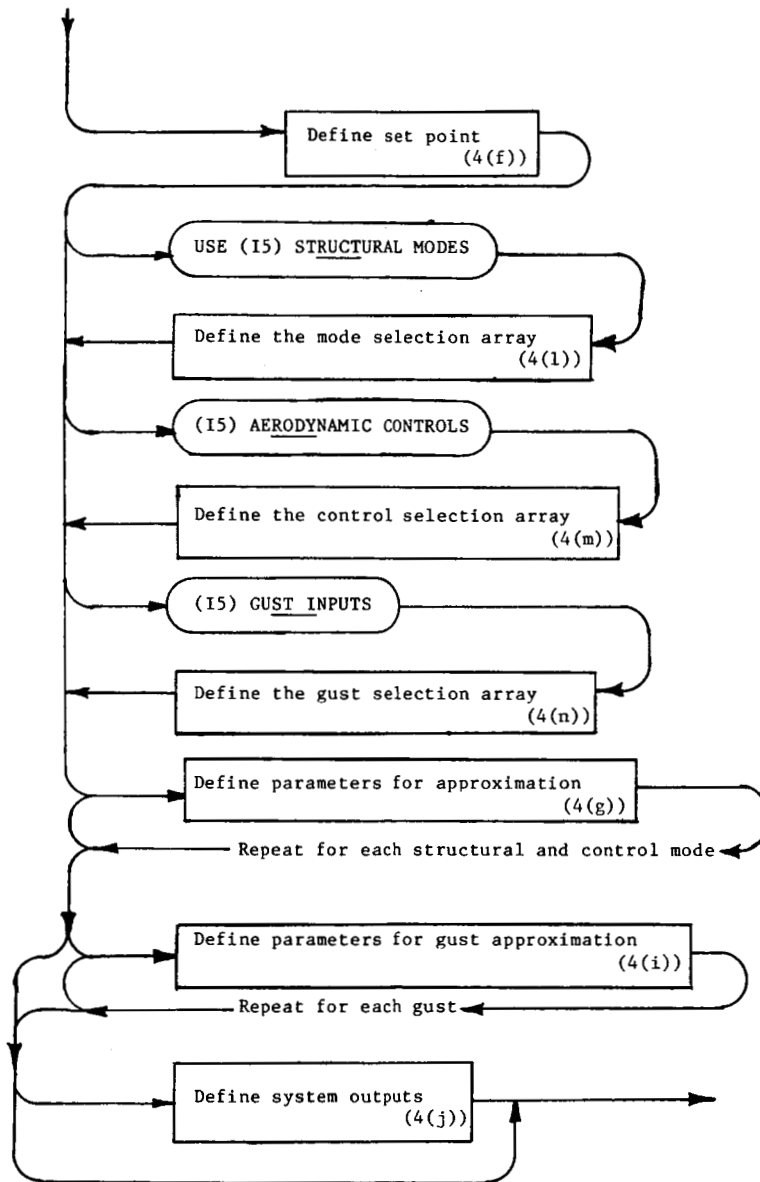 Define set point
(4(f))
USE (I5) STRUCTURAL MODES
Define the mode selection array
(4(l))
(I5) AERODYNAMIC CONTROLS
Define the control selection array
(4(m))
(I5) GUST INPUTS
Define the gust selection array
(4(n))
Define parameters for approximation
(4(g))
Repeat for each structural and control mode
Define parameters for gust approximation
(4(i))
Repeat for each gust
Define system outputs
(4(j))